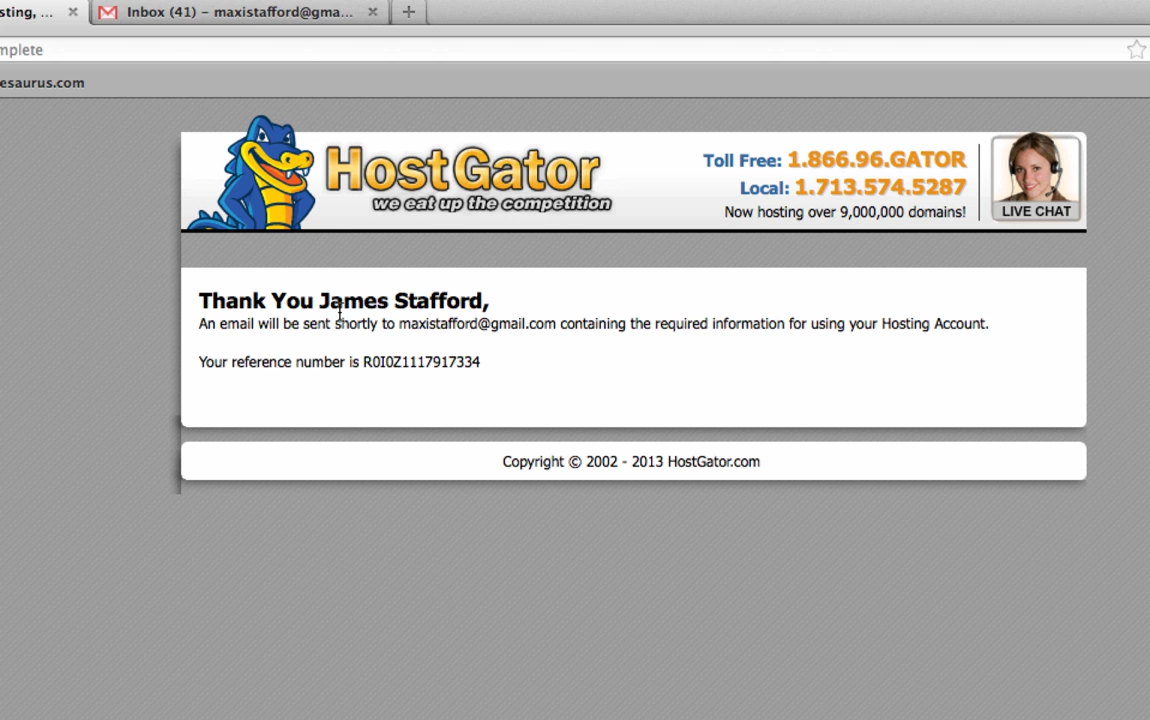 sting, ...
Inbox (41) – maxistafford@gma...
mplete
esaurus.com
HostGator
we eat up the competition
Toll Free: 1.866.96.GATOR
Local: 1.713.574.5287
Now hosting over 9,000,000 domains!
LIVE CHAT
Thank You James Stafford,
An email will be sent shortly to maxistafford@gmail.com containing the required information for using your Hosting Account.
Your reference number is R0I0Z1117917334
Copyright © 2002 - 2013 HostGator.com